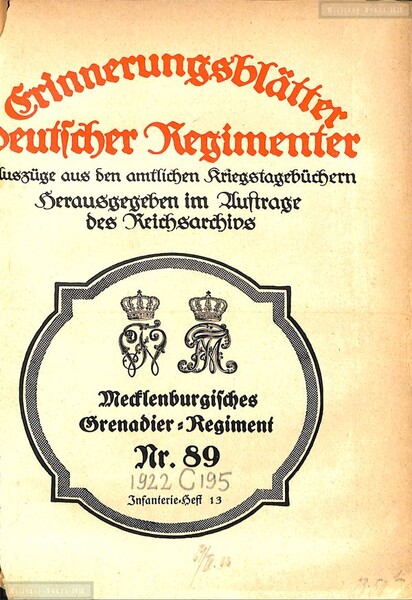 Erinnerungsblätter
deutscher Regimenter
Auszüge aus den amtlichen Kriegstagebüchern
Herausgegeben im Auftrage
des Reichsarchivs
Mecklenburgisches
Grenadier-Regiment
Nr. 89
1922 C 195
Infanterie-Heft 13